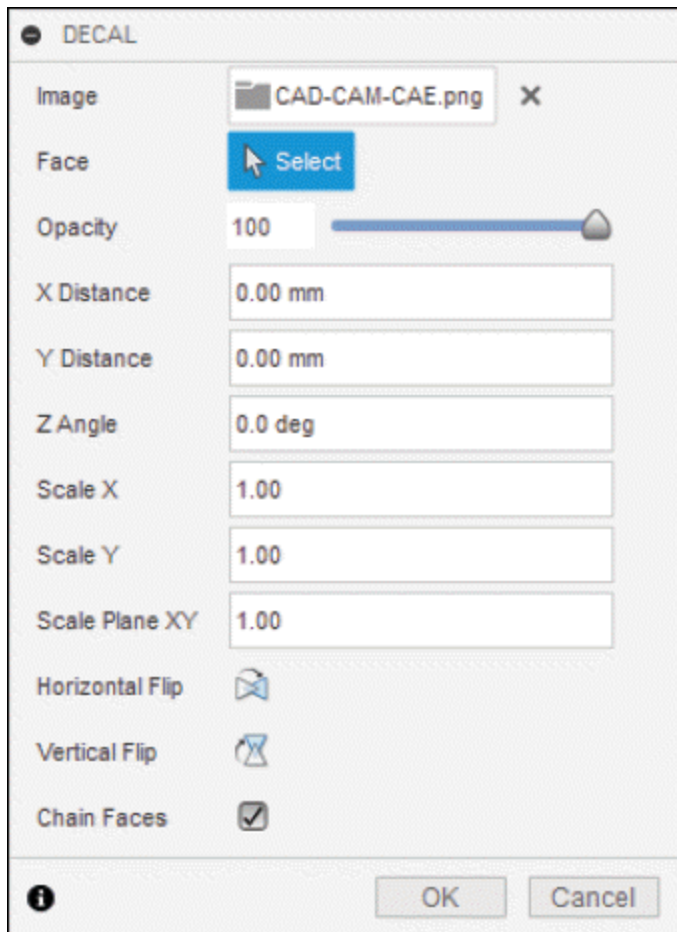 DECAL
Image CAD-CAM-CAE.png
Face Select
Opacity 100
X Distance 0.00 mm
Y Distance 0.00 mm
Z Angle 0.0 deg
Scale X 1.00
Scale Y 1.00
Scale Plane XY 1.00
Horizontal Flip
Vertical Flip
Chain Faces
OK Cancel